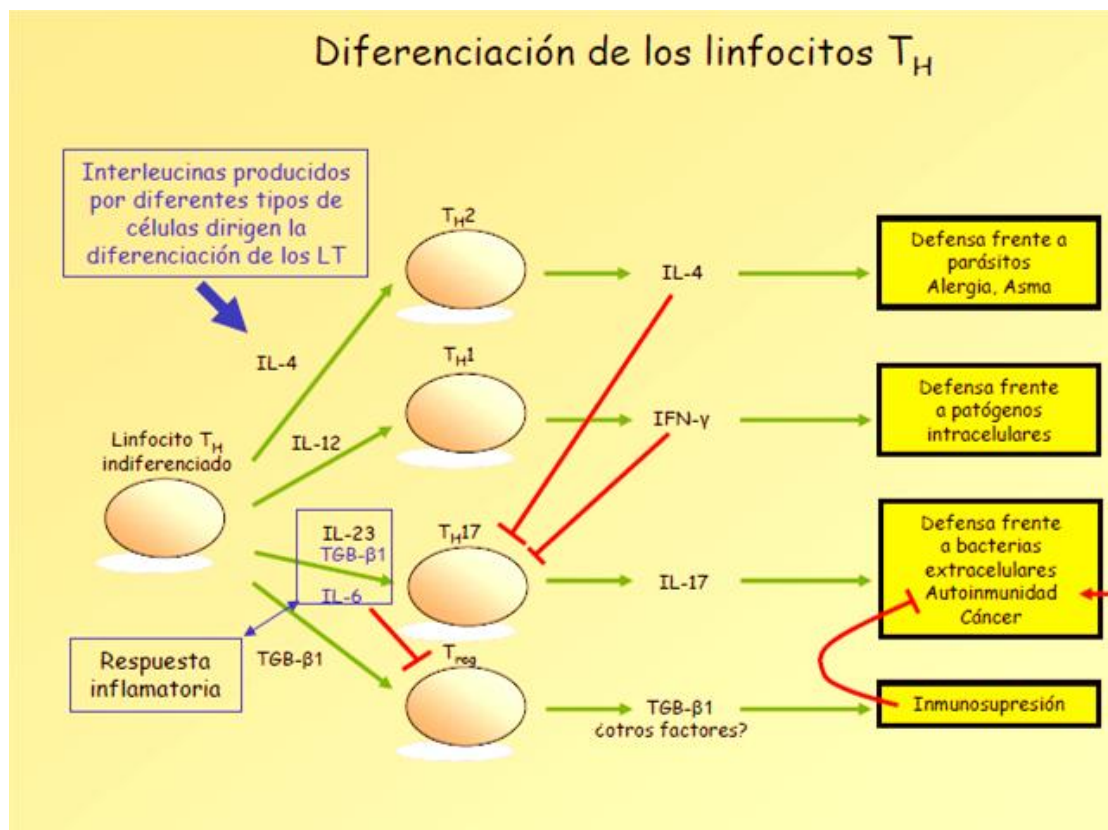 Diferenciación de los linfocitos TH
Interleucinas producidos
por diferentes tipos de
células dirigen la
diferenciación de los LT
IL-4
IL-12
Linfocito TH
indiferenciado
IL-23
TGB-β1
IL-6
Respuesta
inflamatoria
TGB-β1
TH2
IL-4
Defensa frente a
parásitos
Alergia, Asma
TH1
IFN-γ
Defensa frente
a patógenos
intracelulares
TH17
IL-17
Defensa frente
a bacterias
extracelulares
Autoinmunidad
Cáncer
Treg
TGB-β1
¿otros factores?
Inmunosupresión